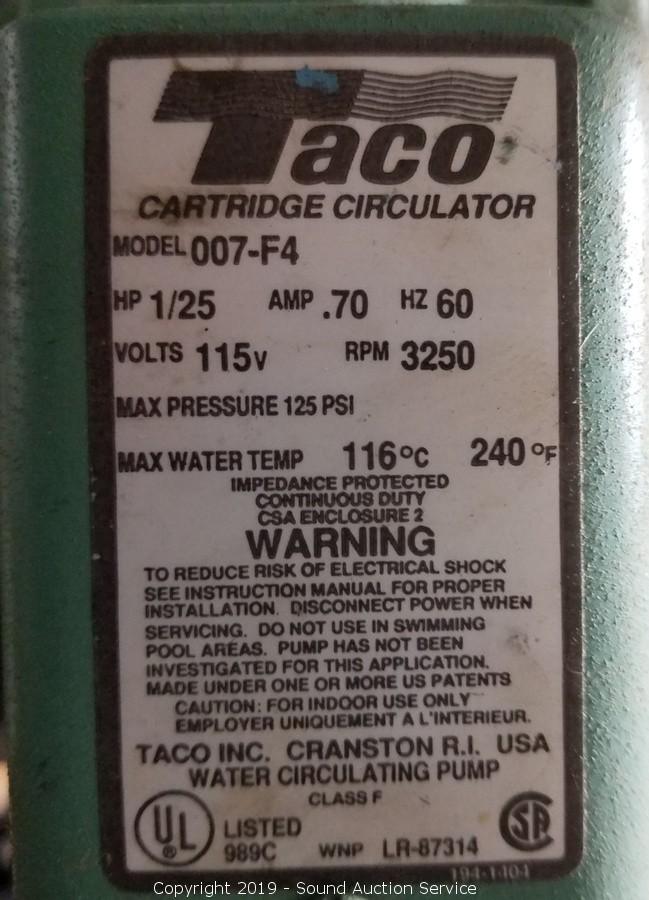 Taco
CARTRIDGE CIRCULATOR
MODEL 007-F4
HP 1/25 AMP .70 HZ 60
VOLTS 115V RPM 3250
MAX PRESSURE 125 PSI
MAX WATER TEMP 116°C 240°F
IMPEDANCE PROTECTED
CONTINUOUS DUTY
CSA ENCLOSURE 2
WARNING
TO REDUCE RISK OF ELECTRICAL SHOCK
SEE INSTRUCTION MANUAL FOR PROPER
INSTALLATION. DISCONNECT POWER WHEN
SERVICING. DO NOT USE IN SWIMMING
POOL AREAS. PUMP HAS NOT BEEN
INVESTIGATED FOR THIS APPLICATION.
MADE UNDER ONE OR MORE US PATENTS
CAUTION: FOR INDOOR USE ONLY
EMPLOYER UNIQUEMENT A L'INTERIEUR.
TACO INC. CRANSTON R.I. USA
WATER CIRCULATING PUMP
CLASS F
UL ® LISTED SA
989C WNP LR-87314
194-1404
Copyright 2019 - Sound Auction Service